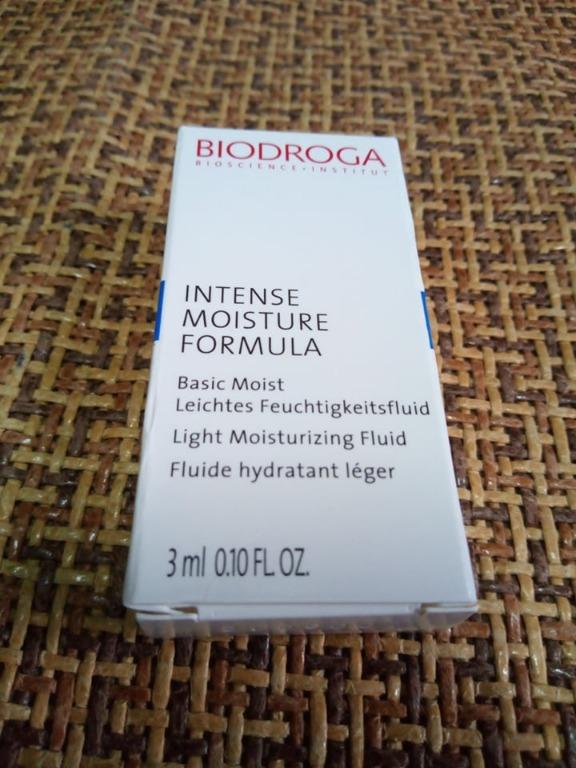 BIODROGA
BIOSCIENCE·INSTITUT
INTENSE
MOISTURE
FORMULA
Basic Moist
Leichtes Feuchtigkeitsfluid
Light Moisturizing Fluid
Fluide hydratant léger
3 ml 0.10 FL. OZ.